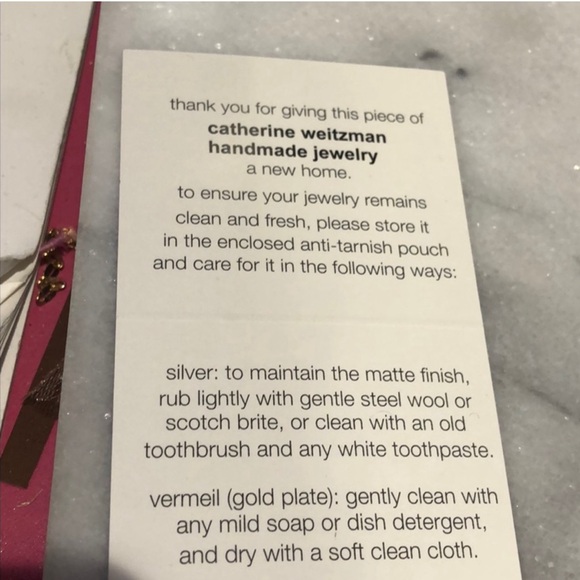 thank you for giving this piece of
catherine weitzman
handmade jewelry
a new home.
to ensure your jewelry remains
clean and fresh, please store it
in the enclosed anti-tarnish pouch
and care for it in the following ways:
silver: to maintain the matte finish,
rub lightly with gentle steel wool or
scotch brite, or clean with an old
toothbrush and any white toothpaste.
vermeil (gold plate): gently clean with
any mild soap or dish detergent,
and dry with a soft clean cloth.